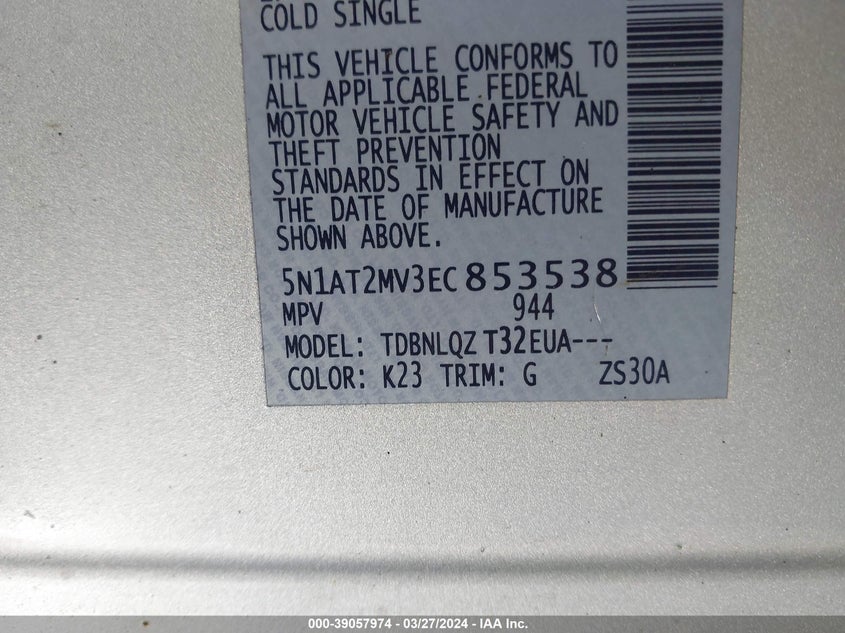 COLD SINGLE
THIS VEHICLE CONFORMS TO
ALL APPLICABLE FEDERAL
MOTOR VEHICLE SAFETY AND
THEFT PREVENTION
STANDARDS IN EFFECT ON
THE DATE OF MANUFACTURE
SHOWN ABOVE.
5N1AT2MV3EC853538
MPV 944
MODEL: TDBNLQZ T32EUA---
COLOR: K23 TRIM: G ZS30A
000-39057974 - 03/27/2024 - IAA Inc.